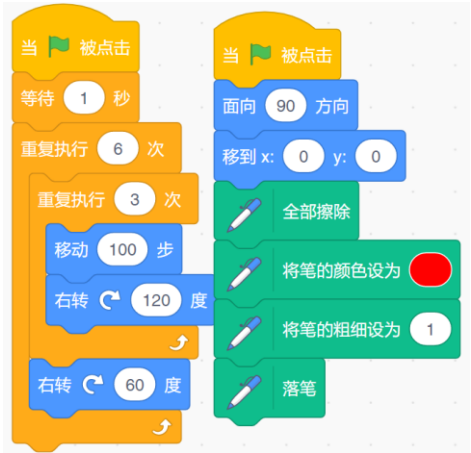 当 被点击
等待 1 秒
重复执行 6 次
重复执行 3 次
移动 100 步
右转 120 度
右转 60 度
当 被点击
面向 90 方向
移到 x: 0 y: 0
全部擦除
将笔的颜色设为
将笔的粗细设为 1
落笔